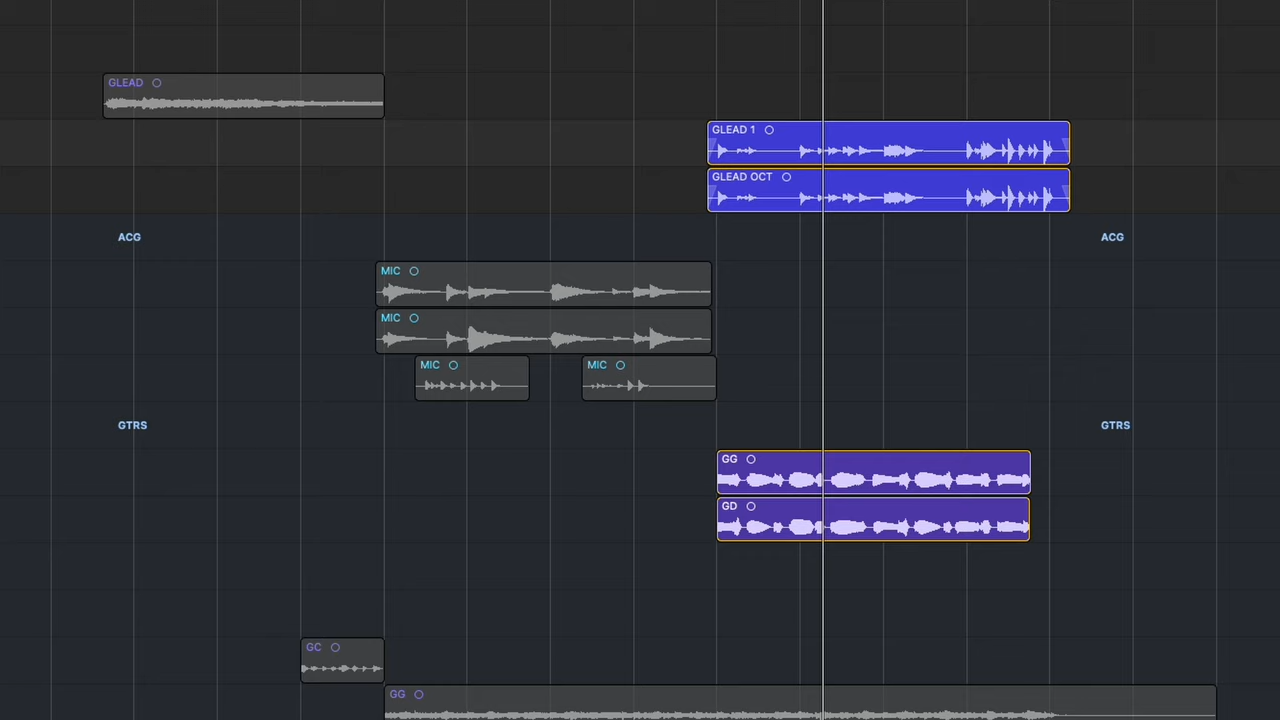 GLEAD
GLEAD 1
GLEAD OCT
ACG ACG
MIC
MIC
MIC MIC
GTRS GTRS
GG
GD
GC
GG